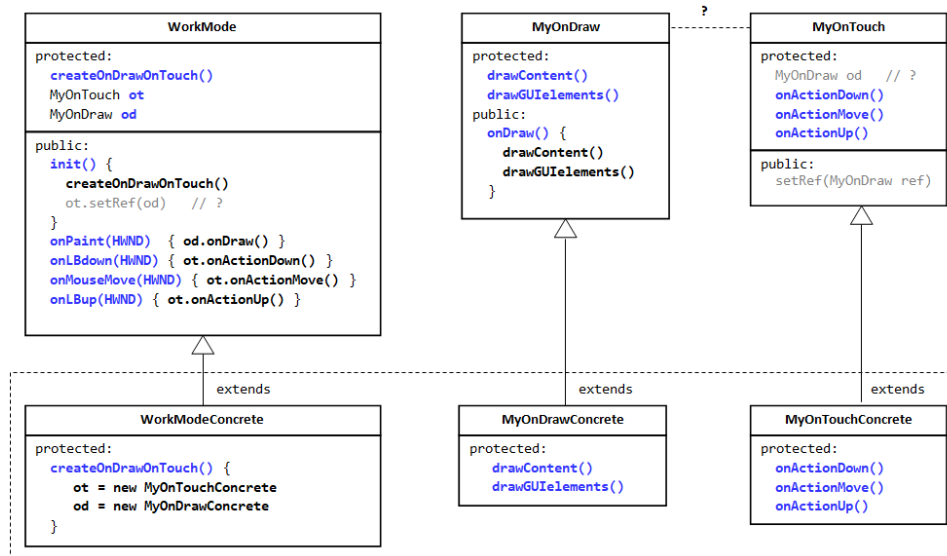 WorkMode
protected:
createOnDrawOnTouch()
MyOnTouch ot
MyOnDraw od
public:
init() {
createOnDrawOnTouch()
ot.setRef(od) // ?
}
onPaint(HWND) { od.onDraw() }
onLBdown(HWND) { ot.onActionDown() }
onMouseMove(HWND) { ot.onActionMove() }
onLBup(HWND) { ot.onActionUp() }
MyOnDraw
protected:
drawContent()
drawGUIelements()
public:
onDraw() {
drawContent()
drawGUIelements()
}
?
MyOnTouch
protected:
MyOnDraw od // ?
onActionDown()
onActionMove()
onActionUp()
public:
setRef(MyOnDraw ref)
extends
extends
extends
WorkModeConcrete
protected:
createOnDrawOnTouch() {
ot = new MyOnTouchConcrete
od = new MyOnDrawConcrete
}
MyOnDrawConcrete
protected:
drawContent()
drawGUIelements()
MyOnTouchConcrete
protected:
onActionDown()
onActionMove()
onActionUp()